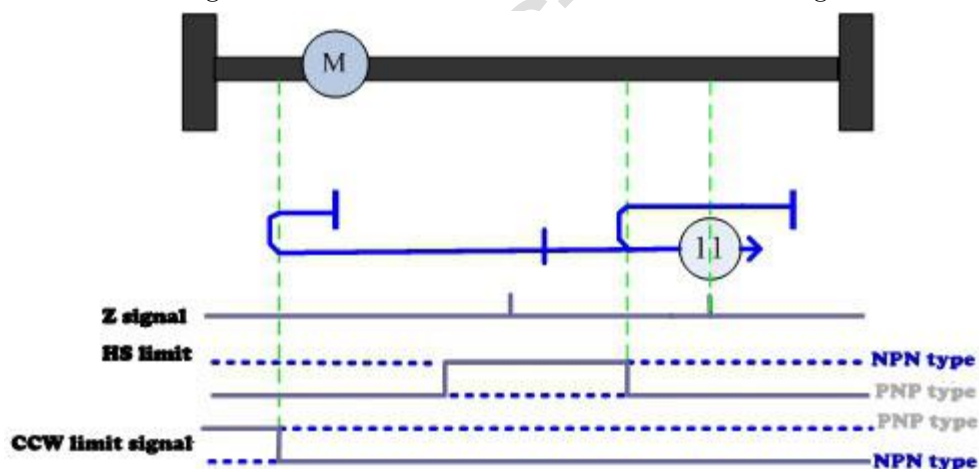 M
11
Z signal
HS limit
NPN type
PNP type
PNP type
CCW limit signal
NPN type